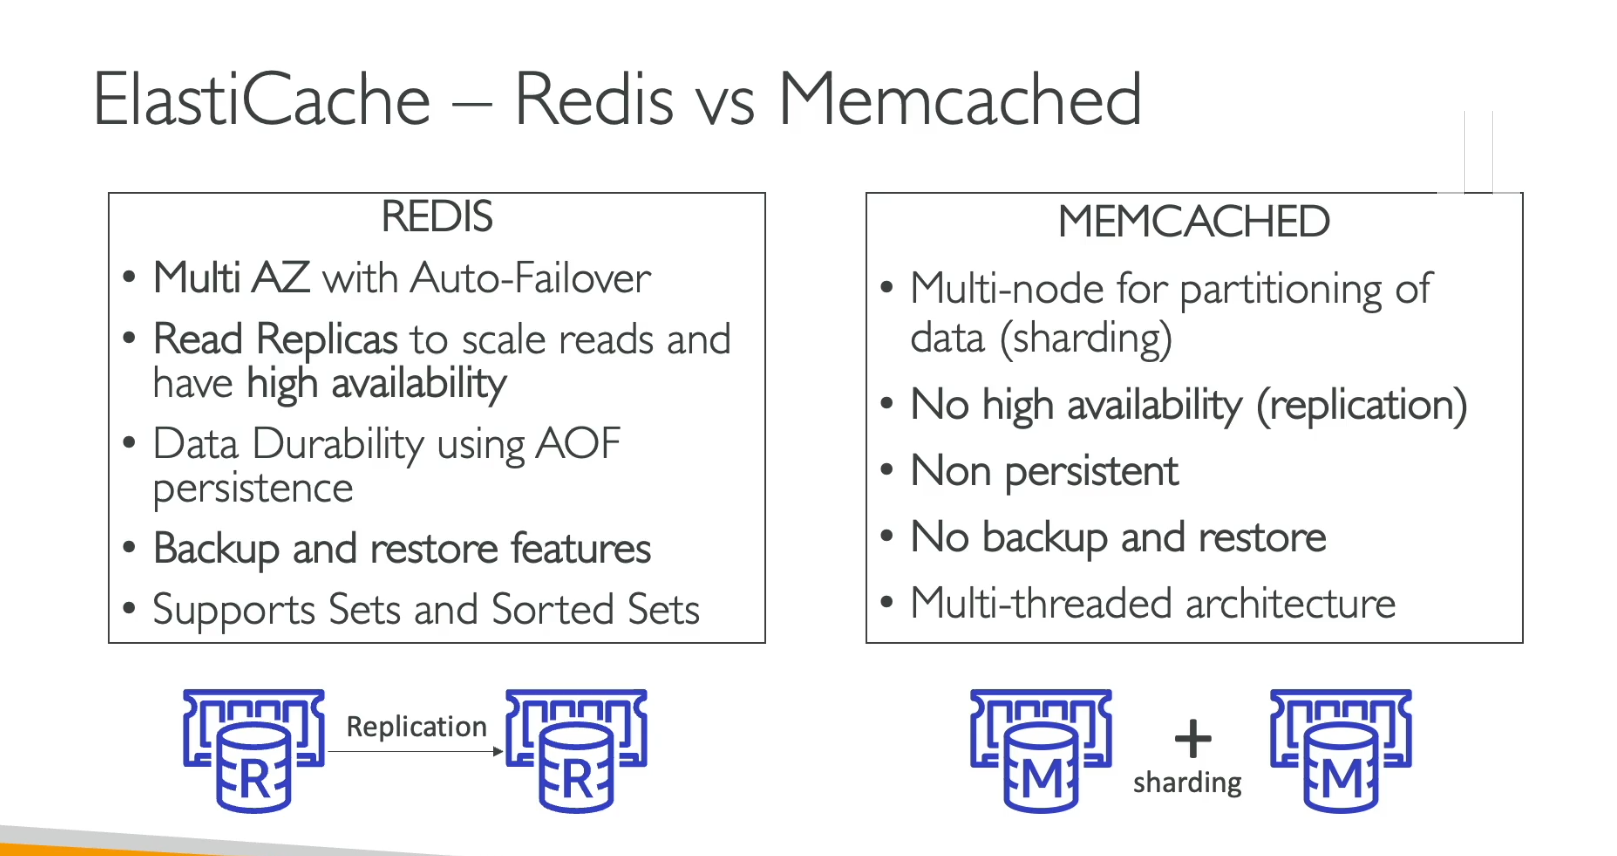 ElastiCache – Redis vs Memcached
REDIS
• Multi AZ with Auto-Failover
• Read Replicas to scale reads and
have high availability
• Data Durability using AOF
persistence
• Backup and restore features
• Supports Sets and Sorted Sets
MEMCACHED
• Multi-node for partitioning of
data (sharding)
• No high availability (replication)
• Non persistent
• No backup and restore
• Multi-threaded architecture
R
Replication
R
M
+
sharding
M